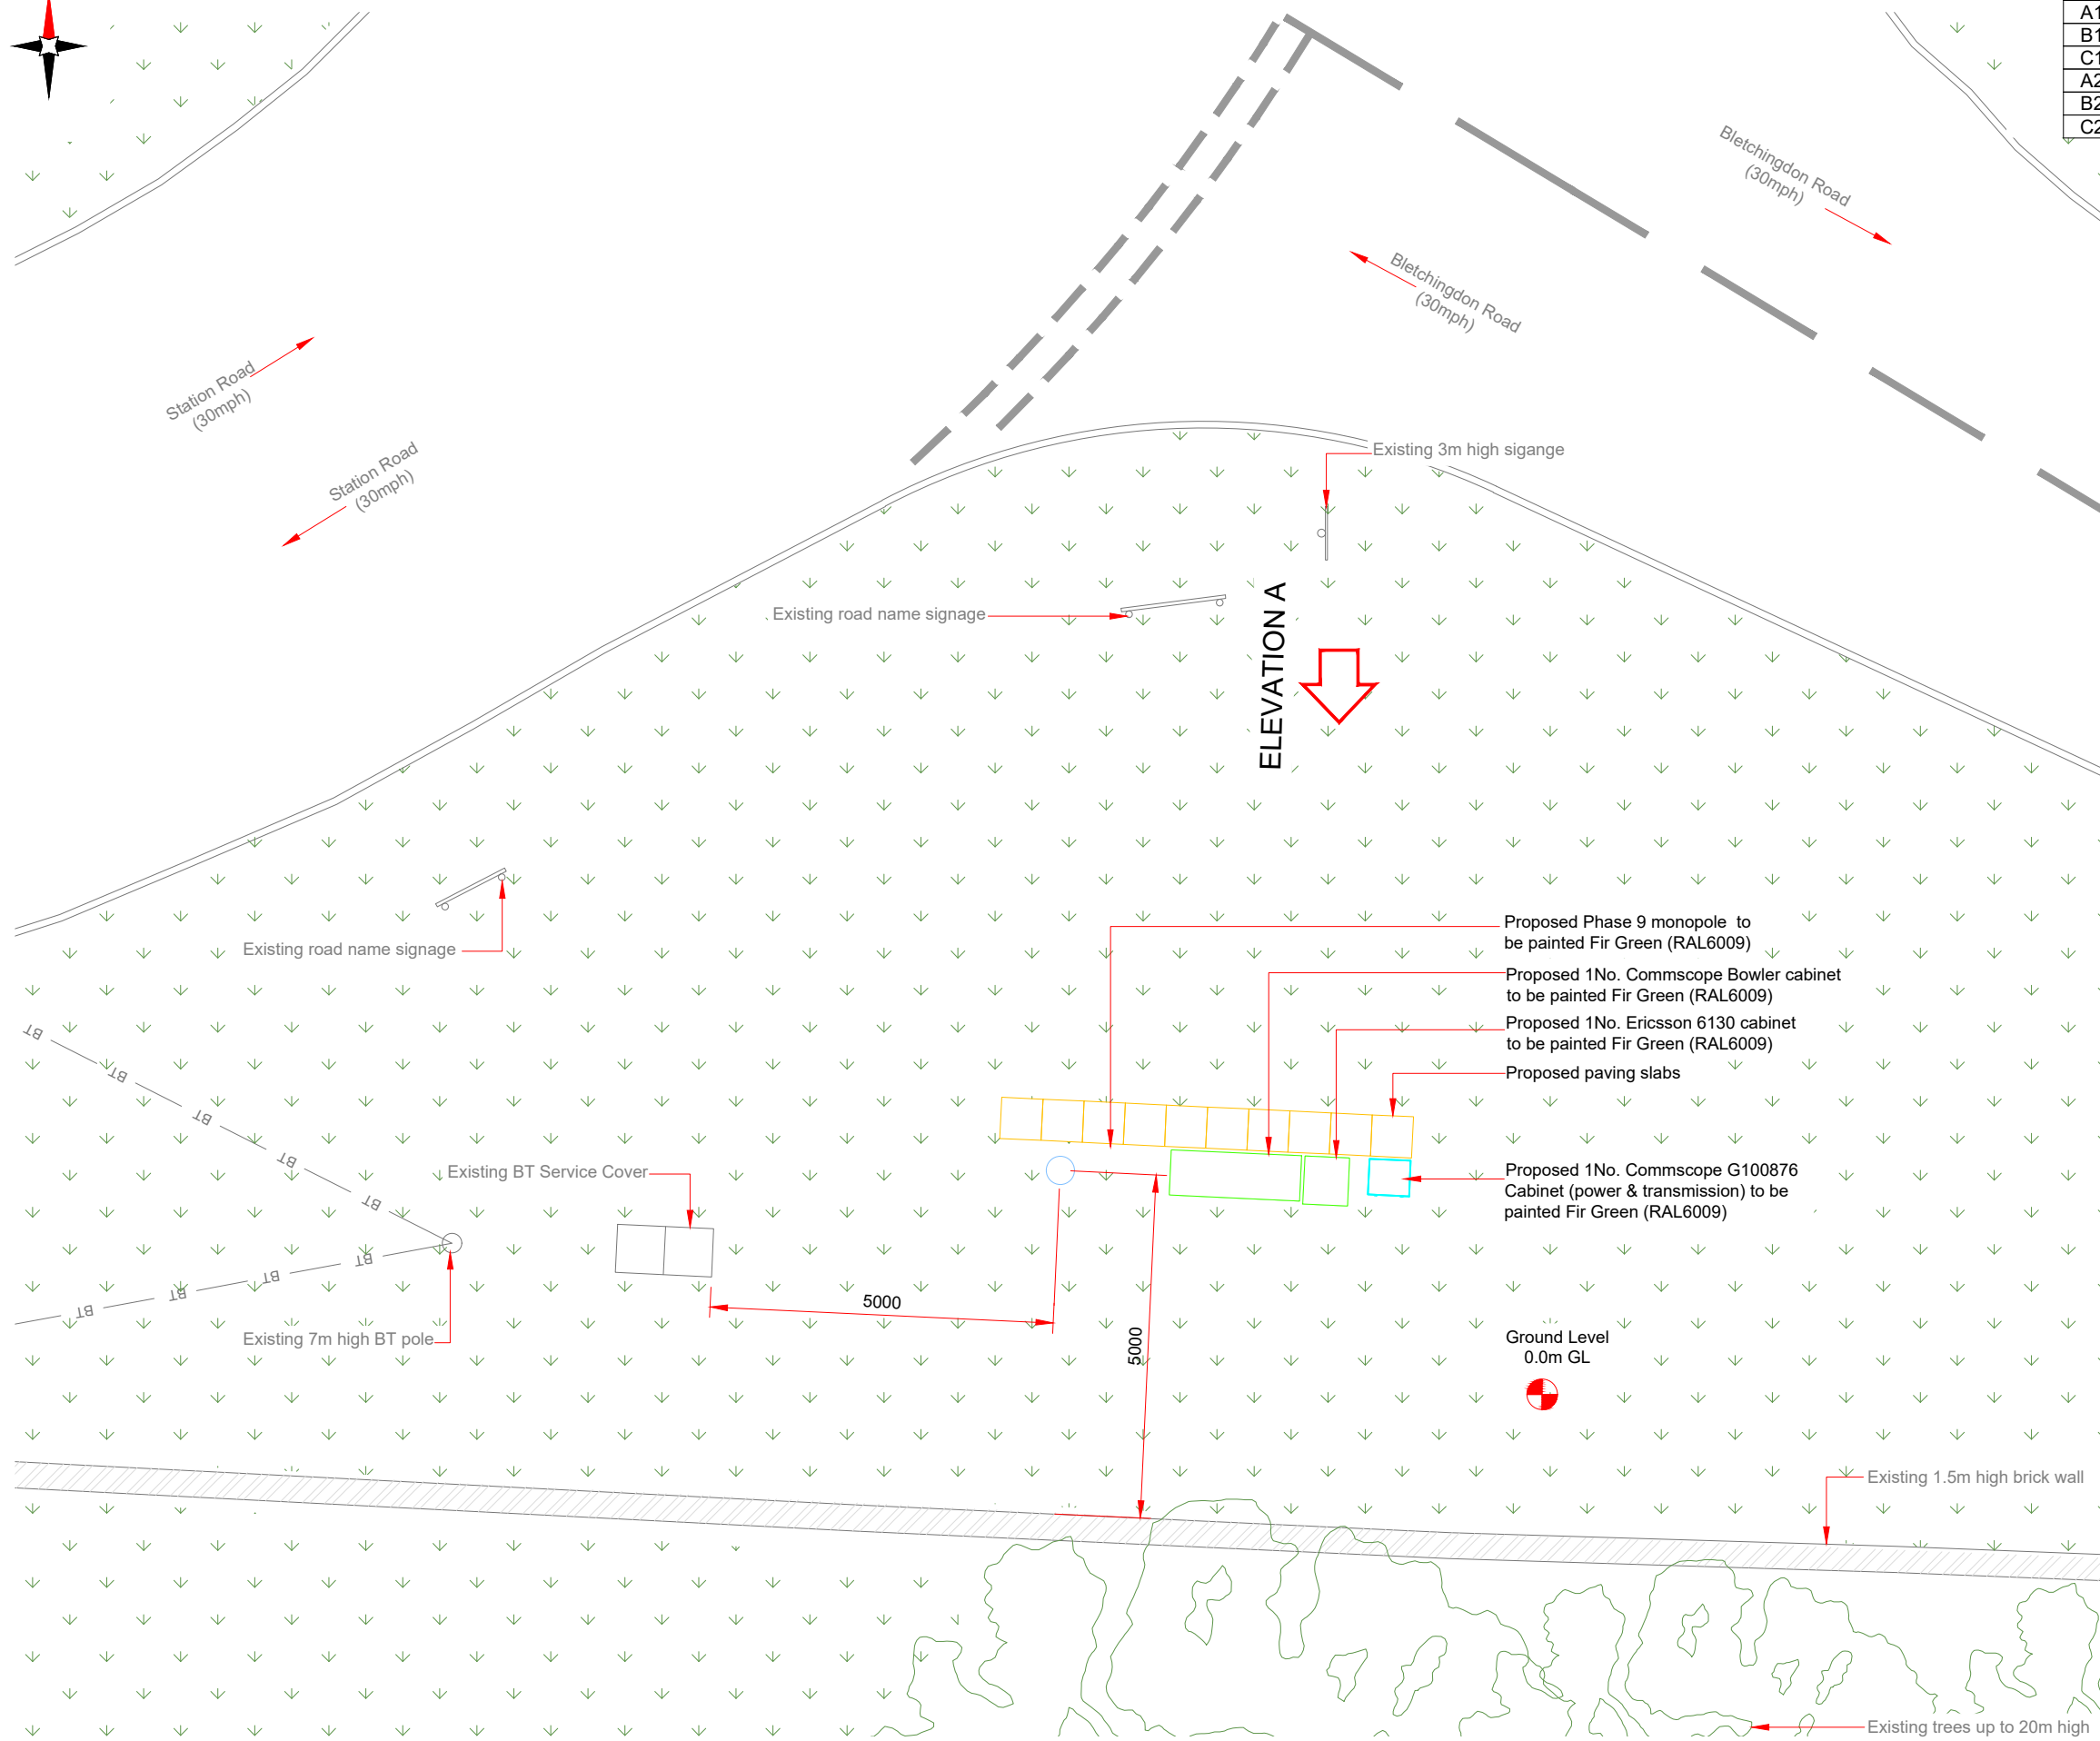 A1
B1
C1
A2
B2
C2
Bletchingdon Road
(30mph)
Bletchingdon Road
(30mph)
Station Road
(30mph)
Station Road
(30mph)
Existing 3m high sigange
Existing road name signage
ELEVATION A
Existing road name signage
Proposed Phase 9 monopole to
be painted Fir Green (RAL6009)
Proposed 1No. Commscope Bowler cabinet
to be painted Fir Green (RAL6009)
Proposed 1No. Ericsson 6130 cabinet
to be painted Fir Green (RAL6009)
Proposed paving slabs
BT
BT
BT
BT
BT
Existing BT Service Cover
Proposed 1No. Commscope G100876
Cabinet (power & transmission) to be
painted Fir Green (RAL6009)
BT
BT
BT
BT
5000
Existing 7m high BT pole
5000
Ground Level
0.0m GL
Existing 1.5m high brick wall
Existing trees up to 20m high